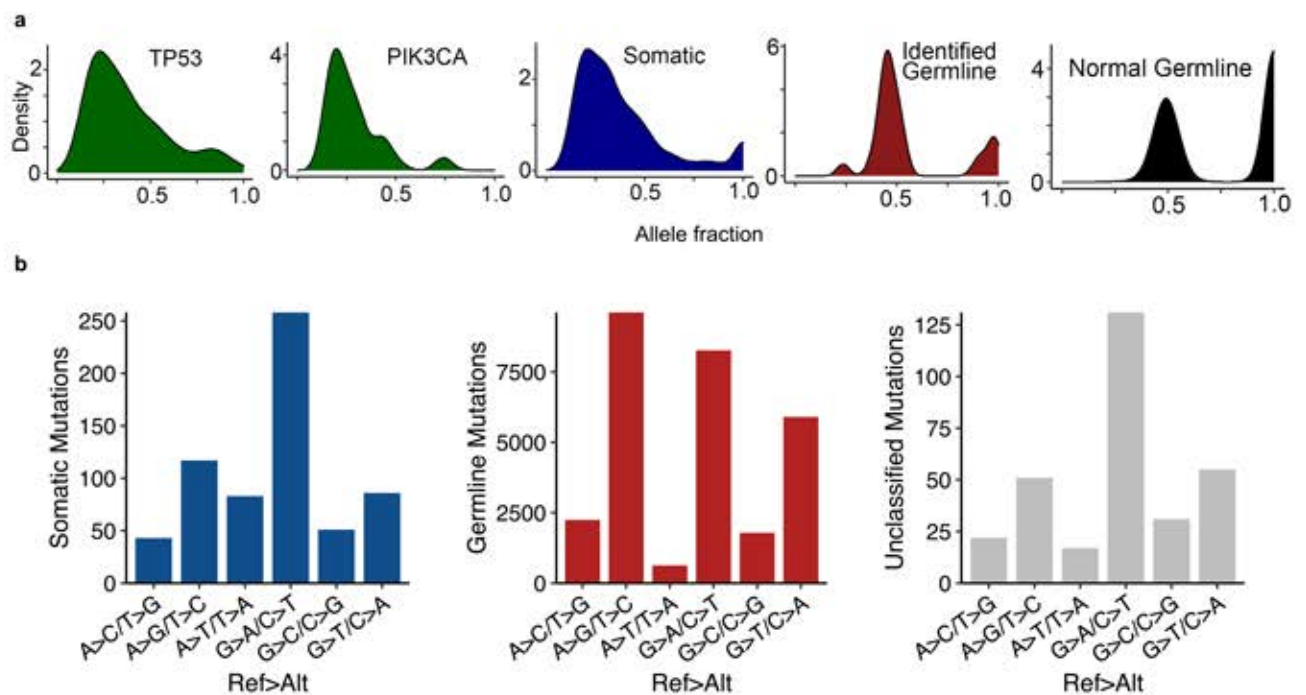 a
TP53
PIK3CA
Somatic
Identified
Germline
Normal Germline
Density
2
0
0.5
1.0
4
2
0
0.5
1.0
2
0
0.5
1.0
6
2
0
0.5
1.0
4
0
0.5
1.0
Allele fraction
b
Somatic Mutations
250
200
150
100
50
0
A>C/T>G
A>G/T>C
A>T/T>A
G>A/C>T
G>C/C>G
G>T/C>A
Ref>Alt
Germline Mutations
7500
5000
2500
0
A>C/T>G
A>G/T>C
A>T/T>A
G>A/C>T
G>C/C>G
G>T/C>A
Ref>Alt
Unclassified Mutations
125
100
75
50
25
0
A>C/T>G
A>G/T>C
A>T/T>A
G>A/C>T
G>C/C>G
G>T/C>A
Ref>Alt